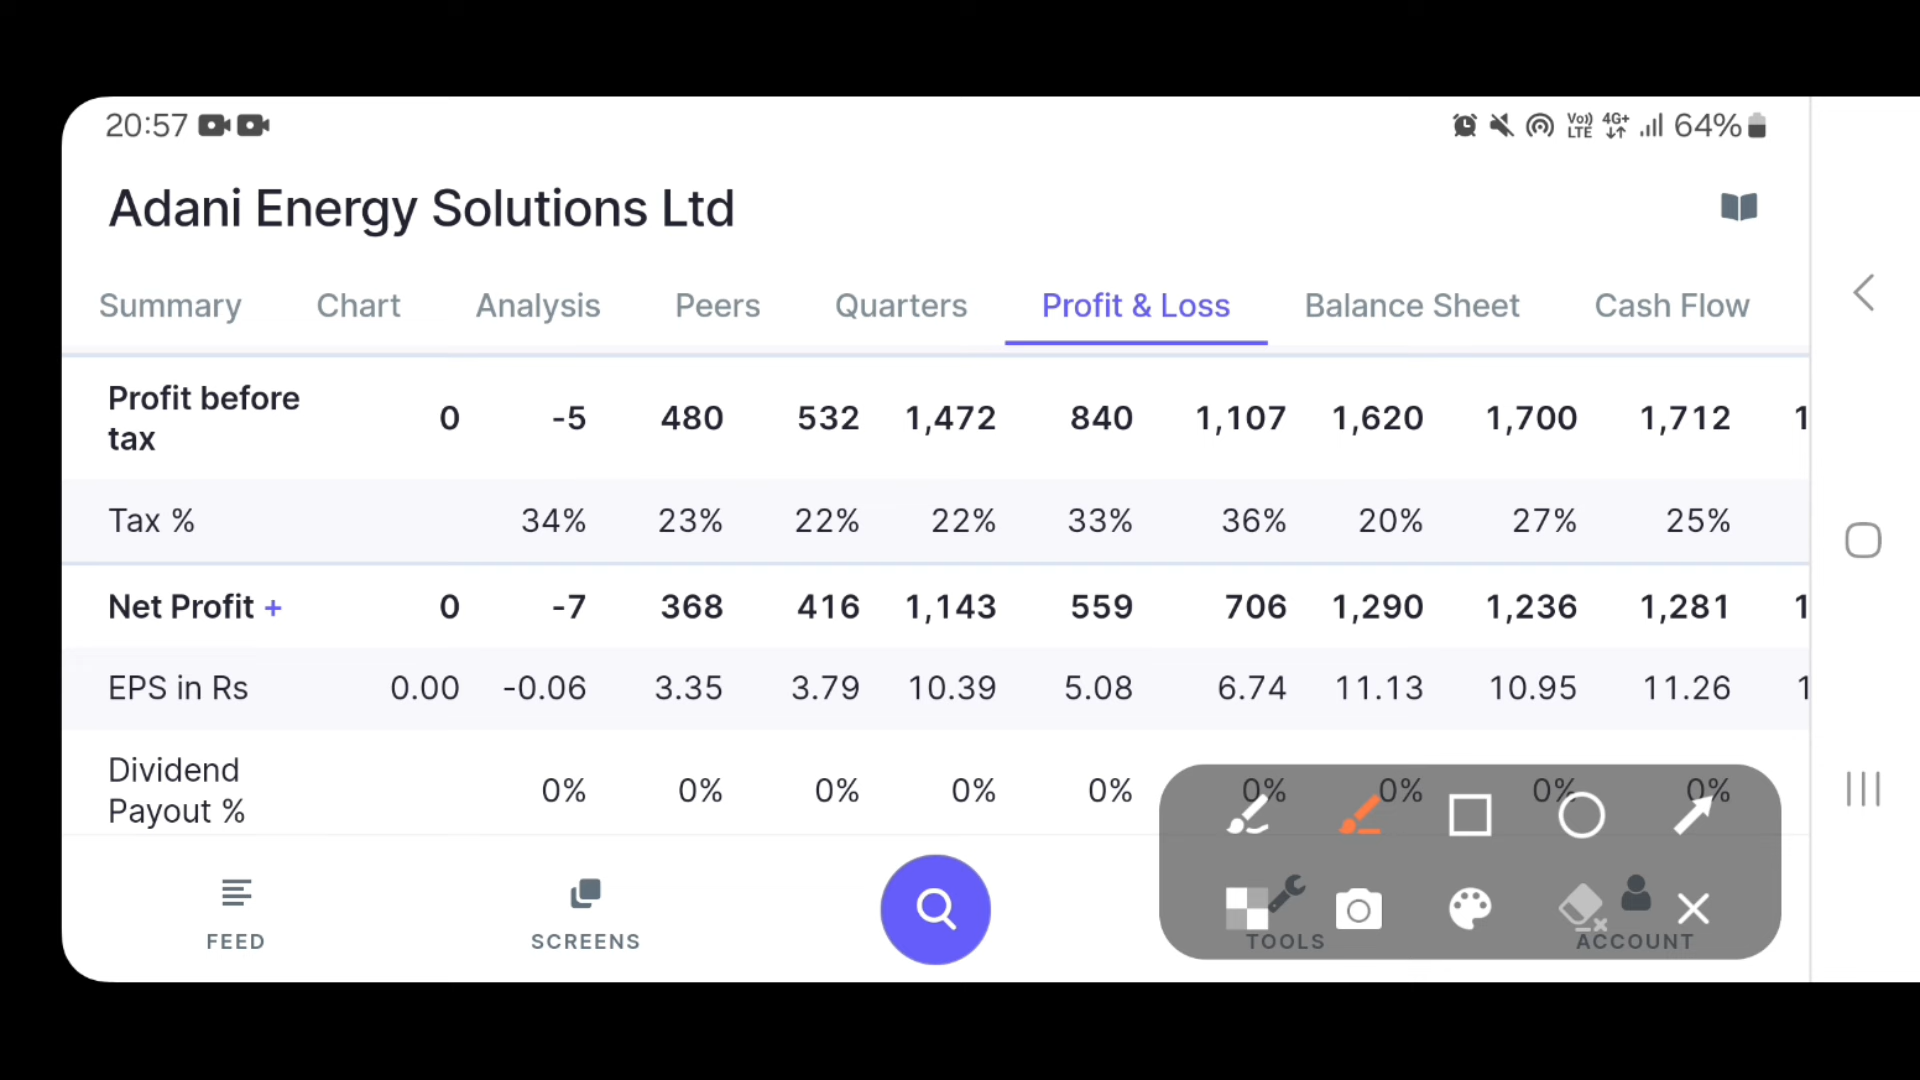 20:57 Vo)) LTE 4G+ 64%
Adani Energy Solutions Ltd
Summary Chart Analysis Peers Quarters Profit & Loss Balance Sheet Cash Flow
Profit before
tax 0 -5 480 532 1,472 840 1,107 1,620 1,700 1,712 1
Tax % 34% 23% 22% 22% 33% 36% 20% 27% 25%
Net Profit + 0 -7 368 416 1,143 559 706 1,290 1,236 1,281 1
EPS in Rs 0.00 -0.06 3.35 3.79 10.39 5.08 6.74 11.13 10.95 11.26 1
Dividend
Payout % 0% 0% 0% 0% 0% 0% 0% 0% 0%
FEED SCREENS TOOLS ACCOUNT